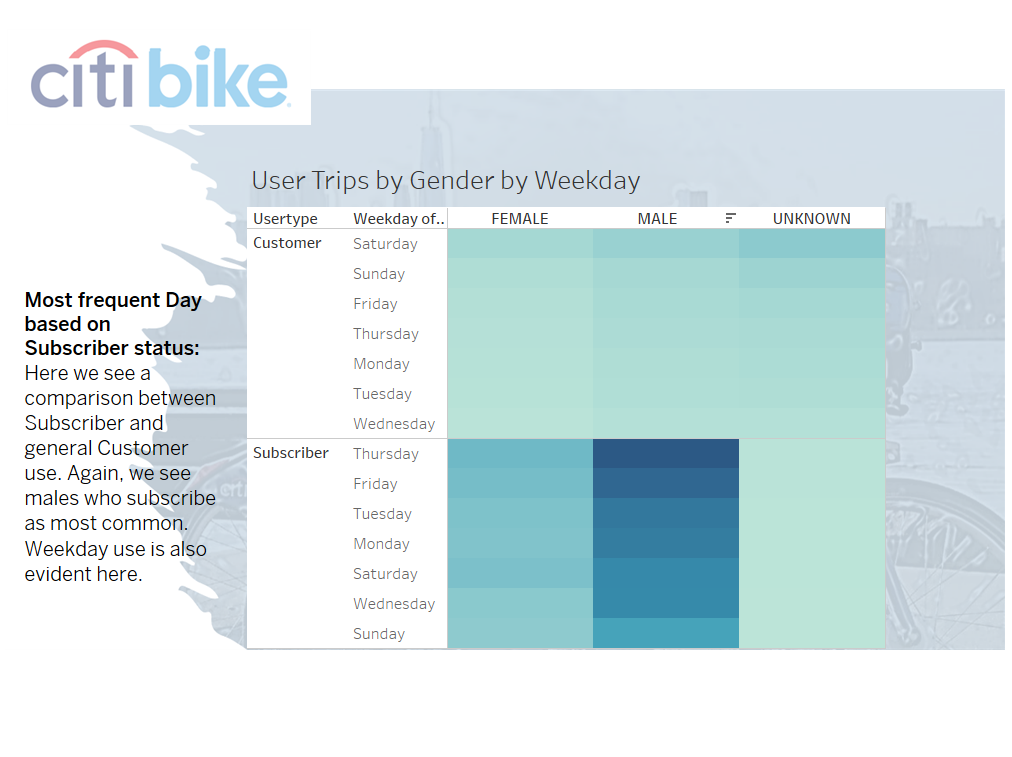 citi bike
User Trips by Gender by Weekday
Usertype Weekday of.. FEMALE MALE UNKNOWN
Customer Saturday
Sunday
Friday
Thursday
Monday
Tuesday
Wednesday
Subscriber Thursday
Friday
Tuesday
Monday
Saturday
Wednesday
Sunday
Most frequent Day
based on
Subscriber status:
Here we see a
comparison between
Subscriber and
general Customer
use. Again, we see
males who subscribe
as most common.
Weekday use is also
evident here.
citi